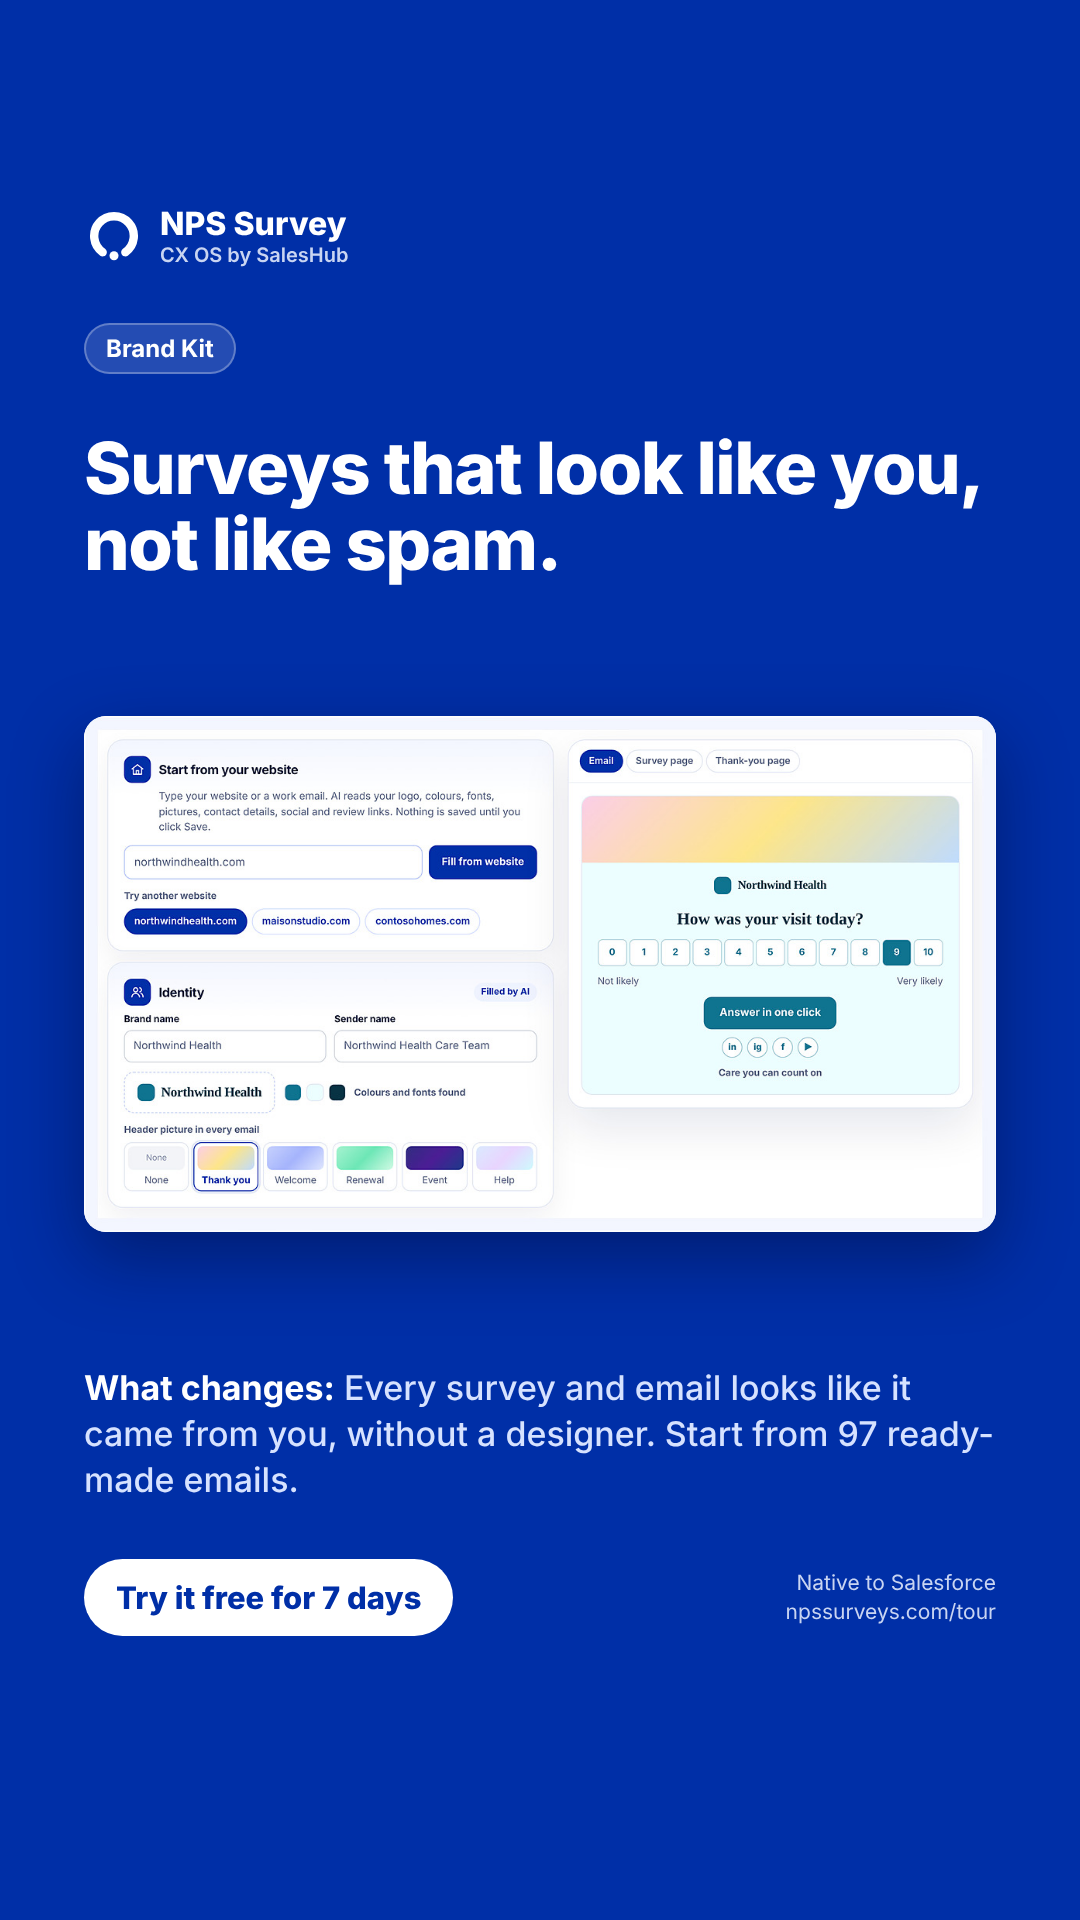 NPS Survey
CX OS by SalesHub
Brand Kit
Surveys that look like you,
not like spam.
Start from your website
Type your website or a work email. AI reads your logo, colours, fonts,
pictures, contact details, social and review links. Nothing is saved until you
click Save.
northwindhealth.com
Fill from website
Try another website
northwindhealth.com
maisonstudio.com
contosohomes.com
Identity
Filled by AI
Brand name
Sender name
Northwind Health
Northwind Health Care Team
Northwind Health
Colours and fonts found
Header picture in every email
None
None
Thank you
Welcome
Renewal
Event
Help
Email
Survey page
Thank-you page
Northwind Health
How was your visit today?
0 1 2 3 4 5 6 7 8 9 10
Not likely
Very likely
Answer in one click
in
ig
f
Care you can count on
What changes: Every survey and email looks like it
came from you, without a designer. Start from 97 ready-
made emails.
Try it free for 7 days
Native to Salesforce
npssurveys.com/tour